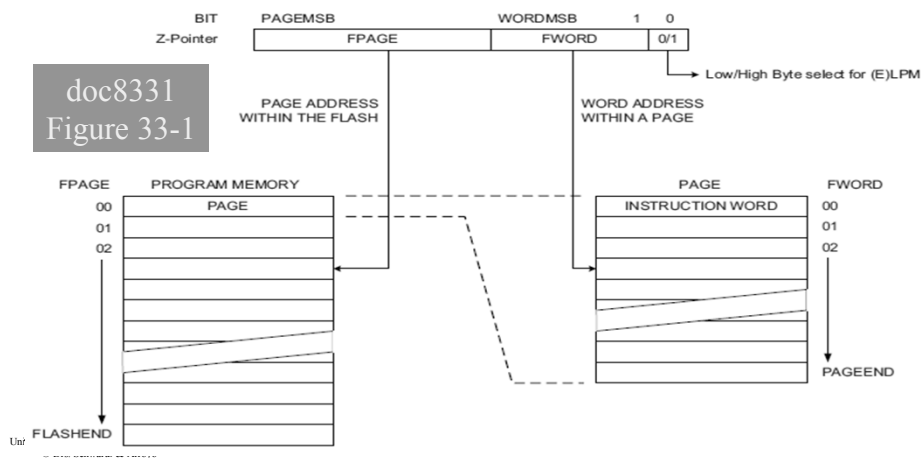 BIT PAGEMSB WORDMSB 1 0
Z-Pointer FPAGE FWORD 0/1
Low/High Byte select for (E)LPM
doc8331
Figure 33-1
PAGE ADDRESS
WITHIN THE FLASH
WORD ADDRESS
WITHIN A PAGE
FPAGE PROGRAM MEMORY
00 PAGE
01
02
FLASHEND
PAGE FWORD
INSTRUCTION WORD 00
01
02
PAGEEND